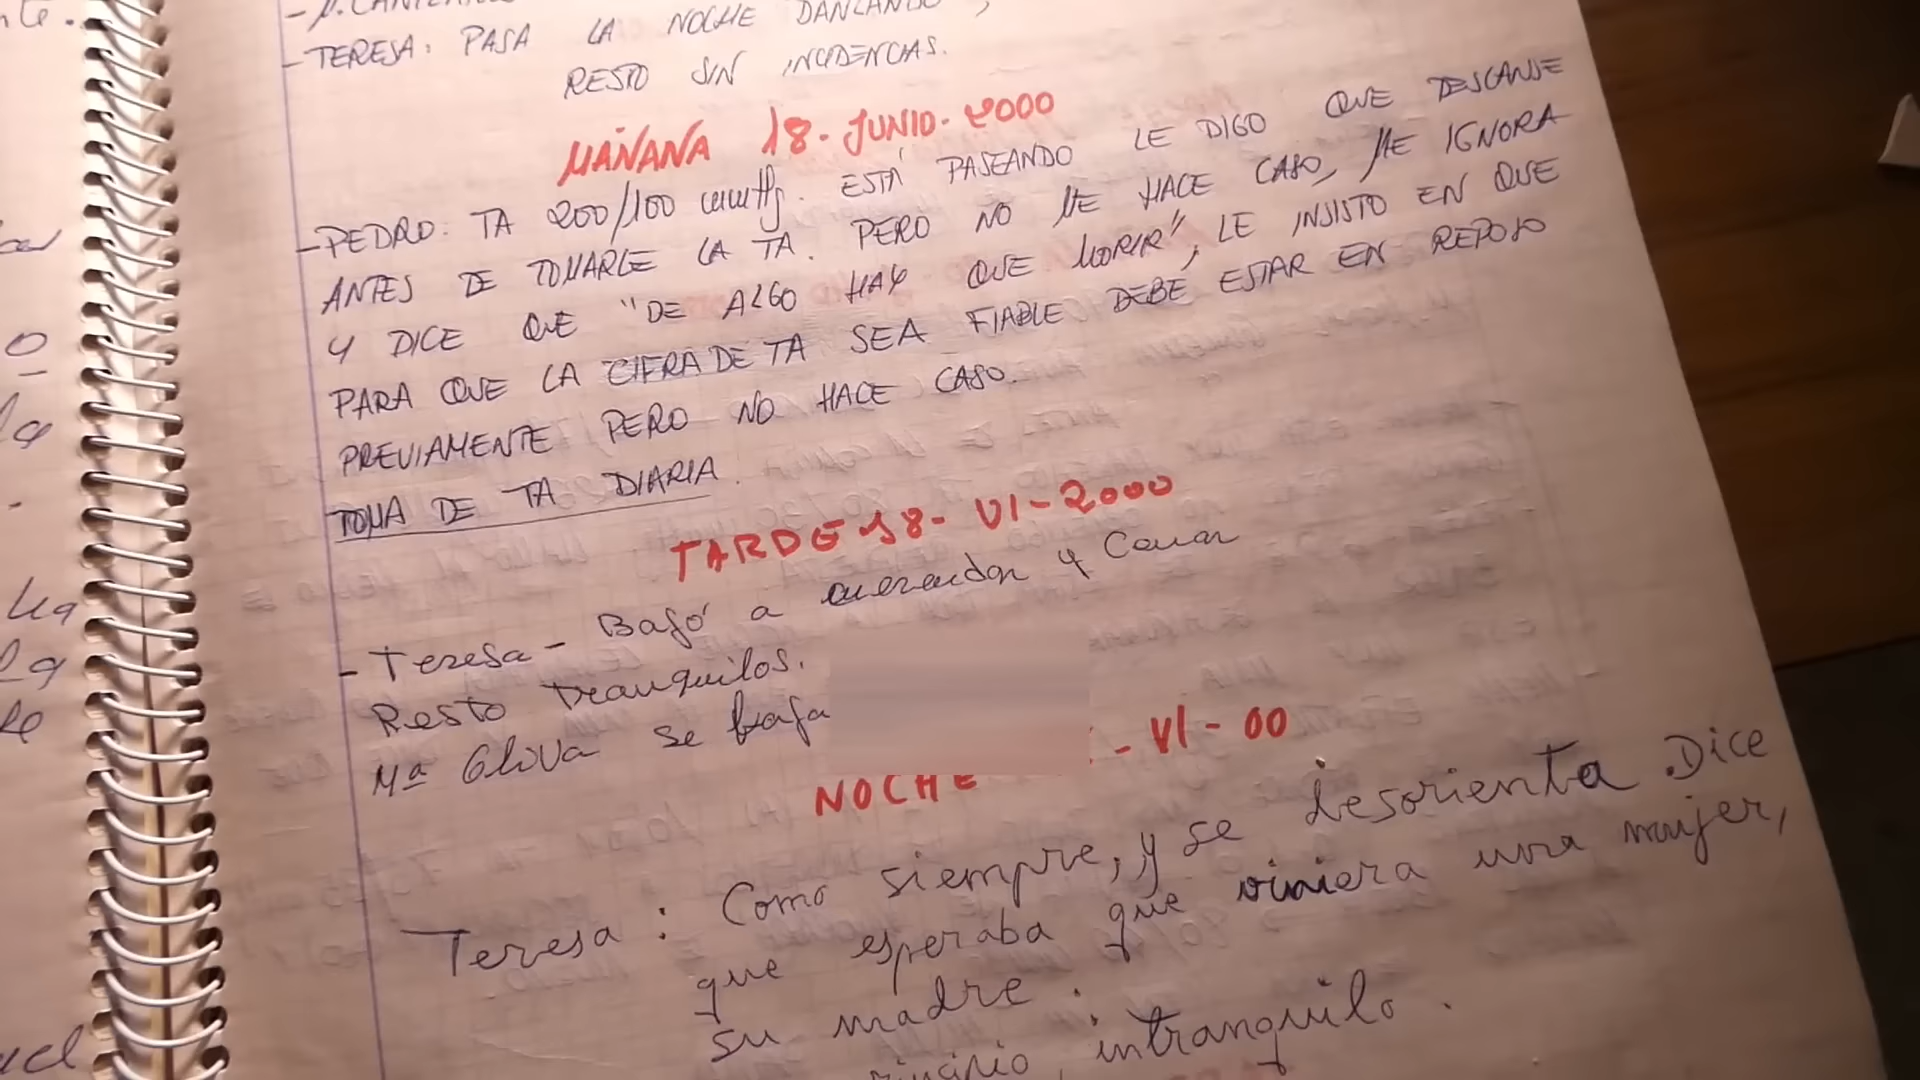 -TERESA: PASA LA NOCHE DANZANDO,
RESTO SIN INCIDENCIAS.
MAÑANA 18-JUNIO-2000
-PEDRO: TA 200/100 mmHg. ESTÁ PASEANDO LE DIGO QUE DESCANSE
ANTES DE TOMARLE LA TA. PERO NO ME HACE CASO, ME IGNORA
Y DICE QUE "DE ALGO HAY QUE MORIR", LE INSISTO EN QUE
PARA QUE LA CIFRA DE TA SEA FIABLE DEBE ESTAR EN REPOSO
PREVIAMENTE PERO NO HACE CASO.
TOMA DE TA DIARIA.
TARDE 18-VI-2000
-Teresa- Bajó a merendar y Cenar
Resto tranquilos.
Mª Oliva se baja
NOCHE -VI-00
Teresa: Como siempre, y se desorienta. Dice
que esperaba que viniera una mujer,
su madre.
intranquilo.